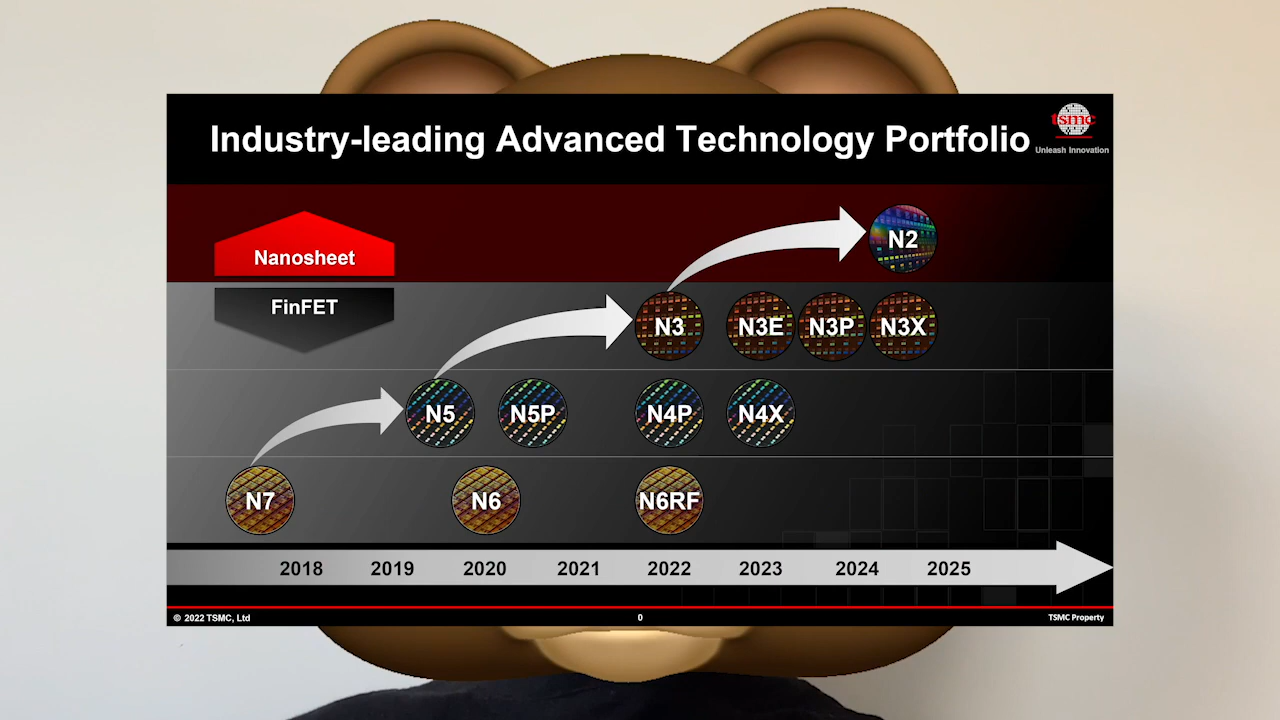 Industry-leading Advanced Technology Portfolio
tsmc
Unleash Innovation
Nanosheet
FinFET
N2
N3
N3E
N3P
N3X
N5
N5P
N4P
N4X
N7
N6
N6RF
2018
2019
2020
2021
2022
2023
2024
2025
© 2022 TSMC, Ltd
0
TSMC Property